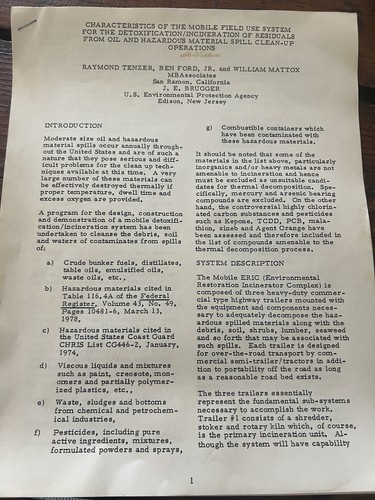 CHARACTERISTICS OF THE MOBILE FIELD USE SYSTEM
FOR THE DETOXIFICATION/INCINERATION OF RESIDUALS
FROM OIL AND HAZARDOUS MATERIAL SPILL CLEAN-UP
OPERATIONS
RAYMOND TENZER, BEN FORD, JR. and WILLIAM MATTOX
MBAssociates
San Ramon, California
J. E. BRUGGER
U.S. Environmental Protection Agency
Edison, New Jersey
INTRODUCTION
Moderate size oil and hazardous
material spills occur annually through-
out the United States and are of such a
nature that they pose serious and diff-
icult problems for the clean up tech-
niques available at this time. A very
large number of these materials can
be effectively destroyed thermally if
proper temperature, dwell time and
excess oxygen are provided.
A program for the design, construction
and demonstration of a mobile detoxifi-
cation/incineration system has been
undertaken to cleanse the debris, soil
and waters of contaminates from spills
of:
a) Crude bunker fuels, distillates,
table oils, emulsified oils,
waste oils, etc.,
b) Hazardous materials cited in
Table 116.4A of the Federal
Register, Volume 43, No. 49,
Pages 10481-6, March 13,
1978,
c) Hazardous materials cited in
the United States Coast Guard
CHRIS List CG446-2, January,
1974,
d) Viscous liquids and mixtures
such as paint, creosote, mon-
omers and partially polymer-
ized plastics, etc.,
e) Waste, sludges and bottoms
from chemical and petrochem-
ical industries,
f) Pesticides, including pure
active ingredients, mixtures,
formulated powders and sprays,
g) Combustible containers which
have been contaminated with
these hazardous materials.
It should be noted that some of the
materials in the list above, particularly
inorganics and/or heavy metals are not
amenable to incineration and hence
must be excluded as unsuitable candi-
dates for thermal decomposition. Spe-
cifically, mercury and arsenic bearing
compounds are excluded. On the other
hand, the controversial highly chlorin-
ated carbon substances and pesticides
such as Kepone, TCDD, PCB, mala-
thion, zineb and Agent Orange have
been assessed and therefore included in
the list of compounds amenable to the
thermal decomposition process.
SYSTEM DESCRIPTION
The Mobile ERIC (Environmental
Restoration Incinerator Complex) is
composed of three heavy-duty commer-
cial type highway trailers mounted with
the equipment and components neces-
sary to adequately decompose the haz-
ardous spilled materials along with the
debris, soil, shrubs, lumber, seaweed
and so forth that may be associated with
such spills. Each trailer is designed
for over-the-road transport by com-
mercial semi-trailer/tractors in addi-
tion to portability off the road as long
as a reasonable road bed exists.
The three trailers essentially
represent the fundamental sub-systems
necessary to accomplish the work.
Trailer #1 consists of a shredder,
stoker and rotary kiln which, of course,
is the primary incineration unit. Al-
though the system will have capability
1